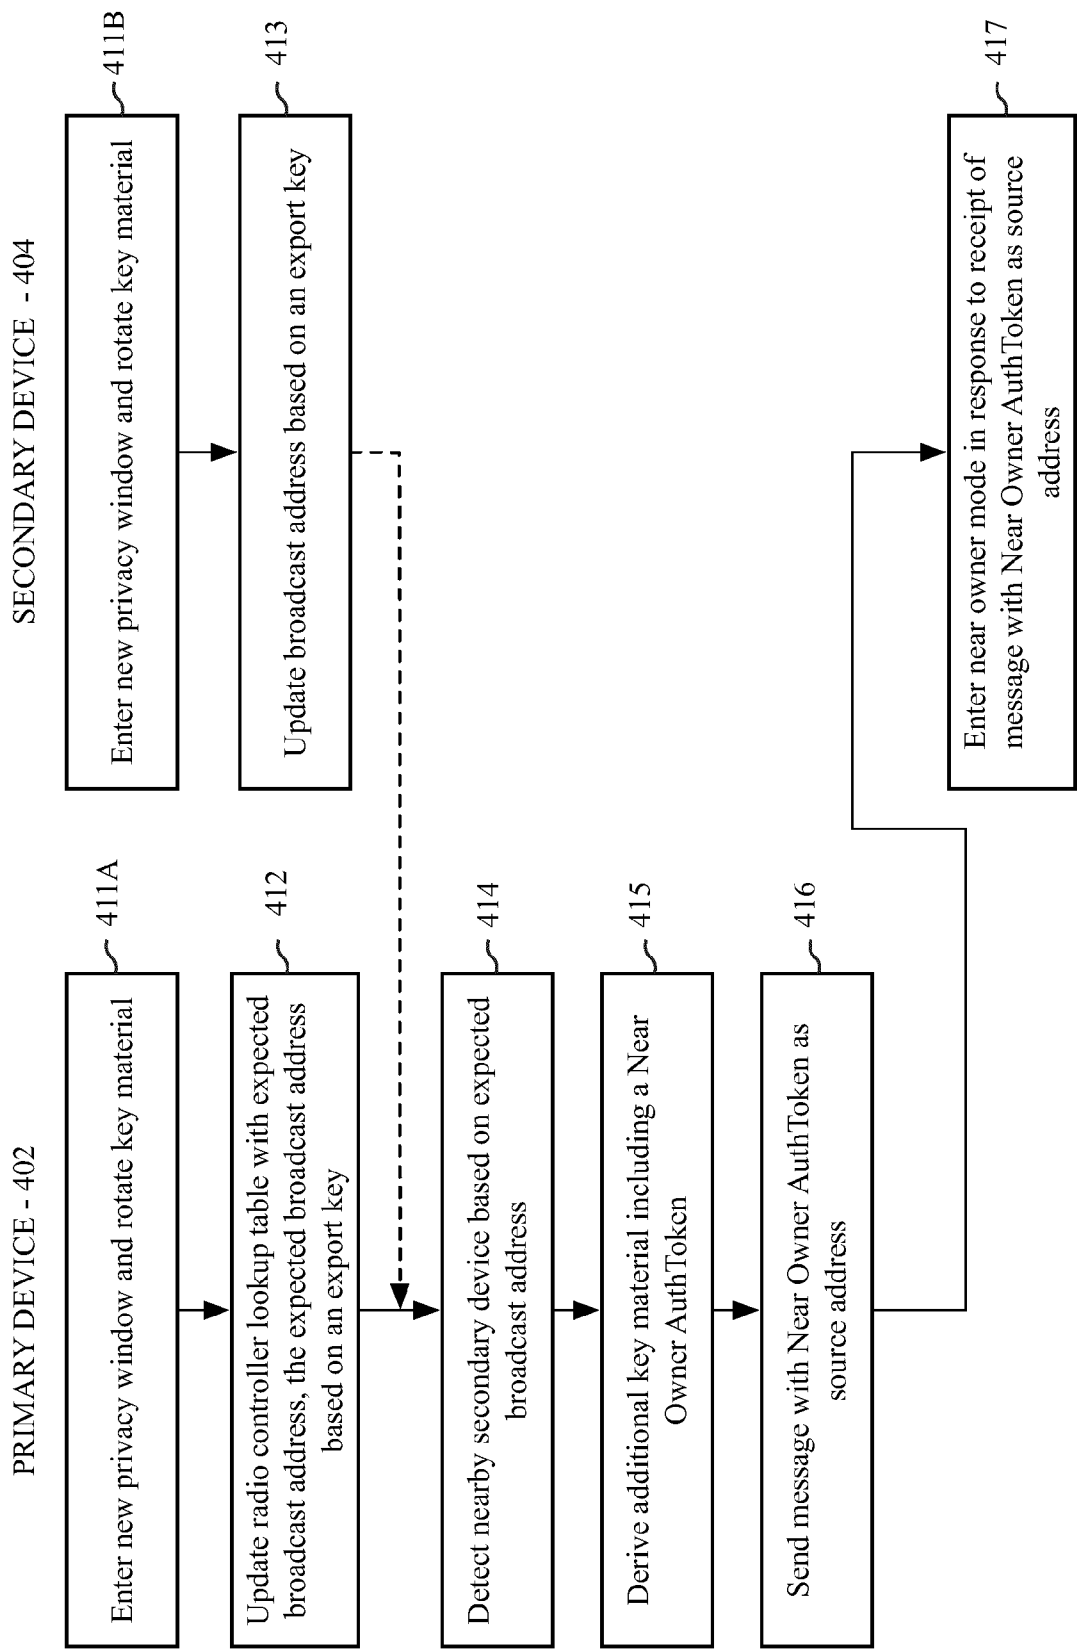 PRIMARY DEVICE - 402
SECONDARY DEVICE - 404
Enter new privacy window and rotate key material
411A
Enter new privacy window and rotate key material
411B
Update radio controller lookup table with expected
broadcast address, the expected broadcast address
based on an export key
412
Update broadcast address based on an export key
413
Detect nearby secondary device based on expected
broadcast address
414
Derive additional key material including a Near
Owner AuthToken
415
Send message with Near Owner AuthToken as
source address
416
Enter near owner mode in response to receipt of
message with Near Owner AuthToken as source
address
417